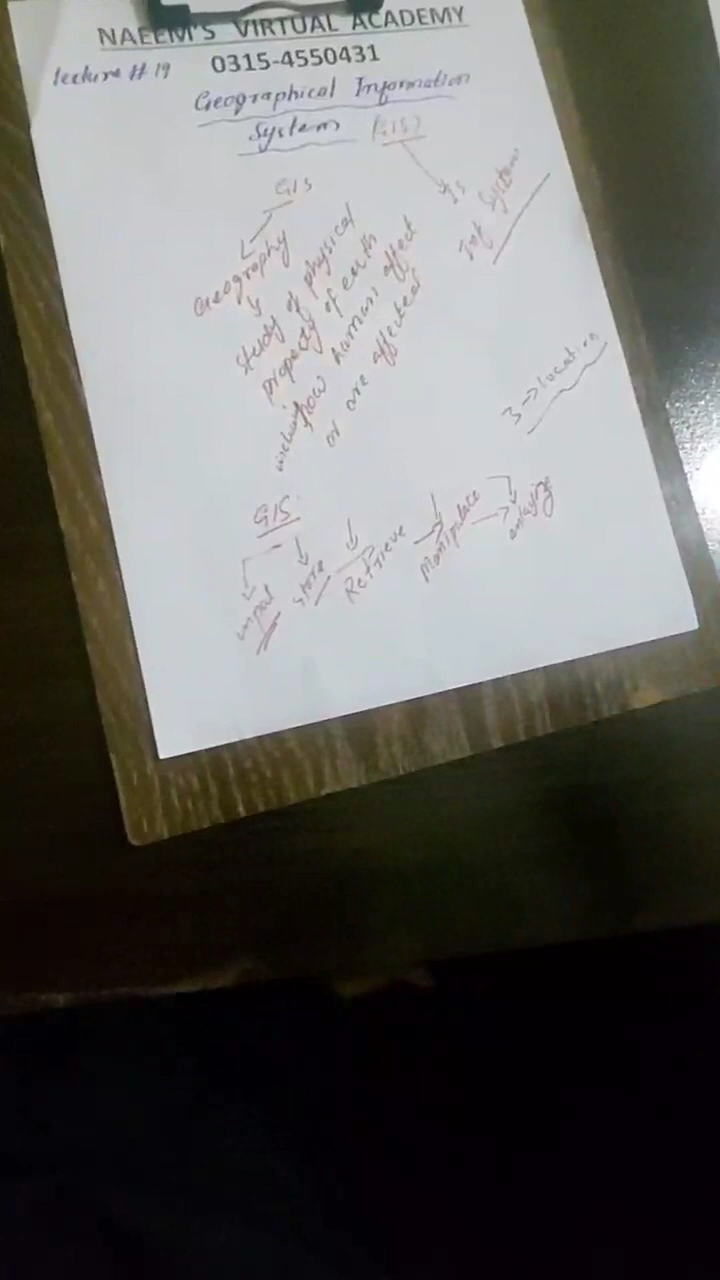 NAEEM'S VIRTUAL ACADEMY
lecture # 19 0315-4550431
Geographical Information
System (GIS)
GIS
Geography
study of physical
property of earth
how humans affect
or are affected
Is
Inf System
3 → location
GIS
input
store
Retrieve
Manipulate